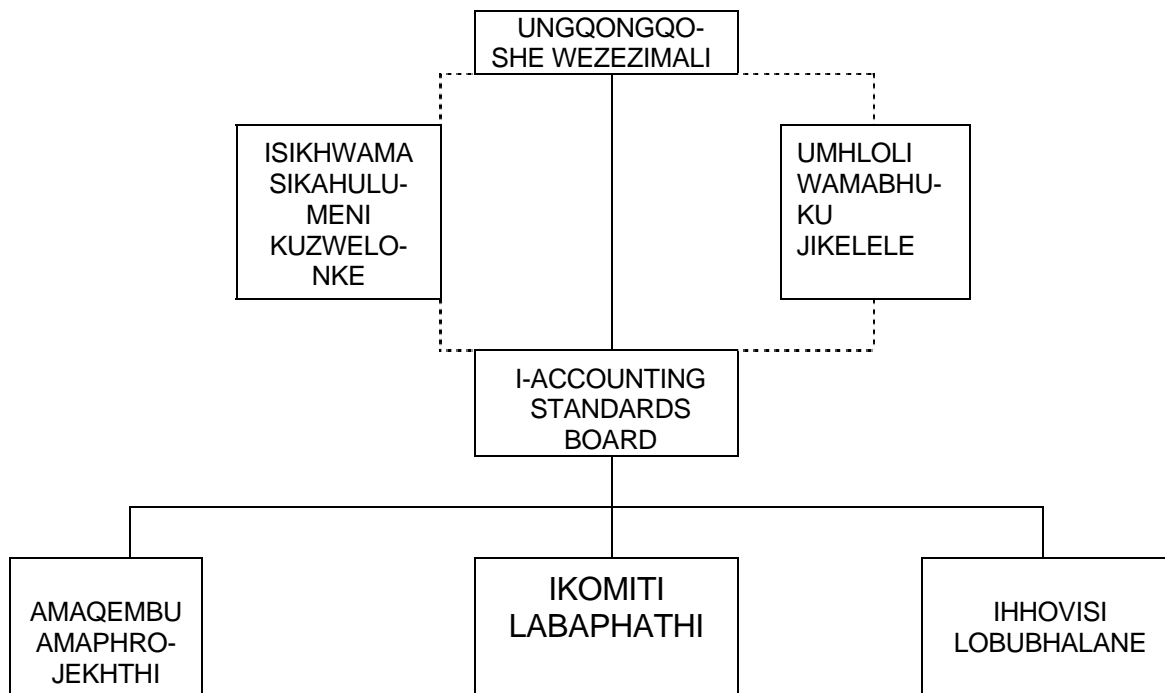 UNGQONGQO-
SHE WEZEZIMALI
ISIKHWAMA
SIKAHULU-
MENI
KUZWELO-
NKE
UMHLOLI
WAMABHU-
KU
JIKELELE
I-ACCOUNTING
STANDARDS
BOARD
AMAQEMBU
AMAPHRO-
JEKHTHI
IKOMITI
LABAPHATHI
IHHOVISI
LOBUBHALANE